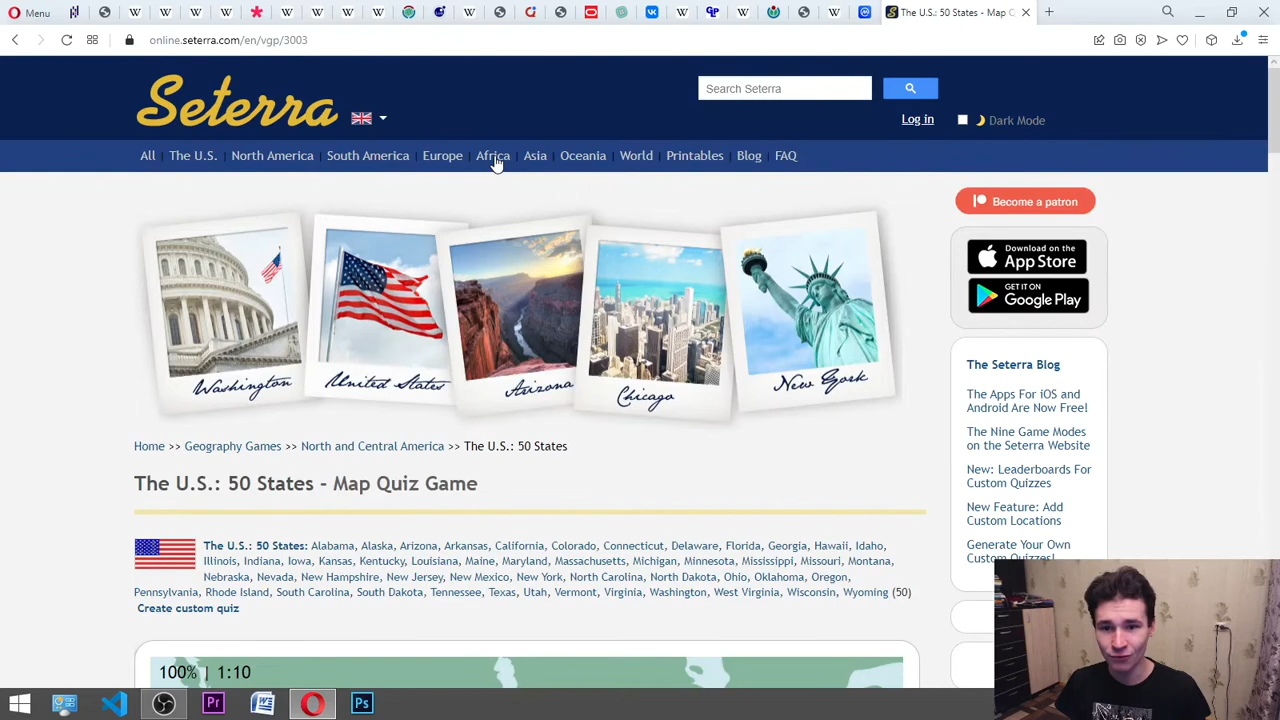 Menu
The U.S.: 50 States - Map Q
online.seterra.com/en/vgp/3003
Seterra
Search Seterra
Log in
Dark Mode
All | The U.S. | North America | South America | Europe | Africa | Asia | Oceania | World | Printables | Blog | FAQ
Become a patron
Washington
United States
Arizona
Chicago
New York
Download on the
App Store
GET IT ON
Google Play
The Seterra Blog
The Apps For iOS and
Android Are Now Free!
The Nine Game Modes
on the Seterra Website
New: Leaderboards For
Custom Quizzes
New Feature: Add
Custom Locations
Generate Your Own
Custom Quizzes!
Home >> Geography Games >> North and Central America >> The U.S.: 50 States
The U.S.: 50 States - Map Quiz Game
The U.S.: 50 States: Alabama, Alaska, Arizona, Arkansas, California, Colorado, Connecticut, Delaware, Florida, Georgia, Hawaii, Idaho,
Illinois, Indiana, Iowa, Kansas, Kentucky, Louisiana, Maine, Maryland, Massachusetts, Michigan, Minnesota, Mississippi, Missouri, Montana,
Nebraska, Nevada, New Hampshire, New Jersey, New Mexico, New York, North Carolina, North Dakota, Ohio, Oklahoma, Oregon,
Pennsylvania, Rhode Island, South Carolina, South Dakota, Tennessee, Texas, Utah, Vermont, Virginia, Washington, West Virginia, Wisconsin, Wyoming (50)
Create custom quiz
100% | 1:10
Pr
Ps